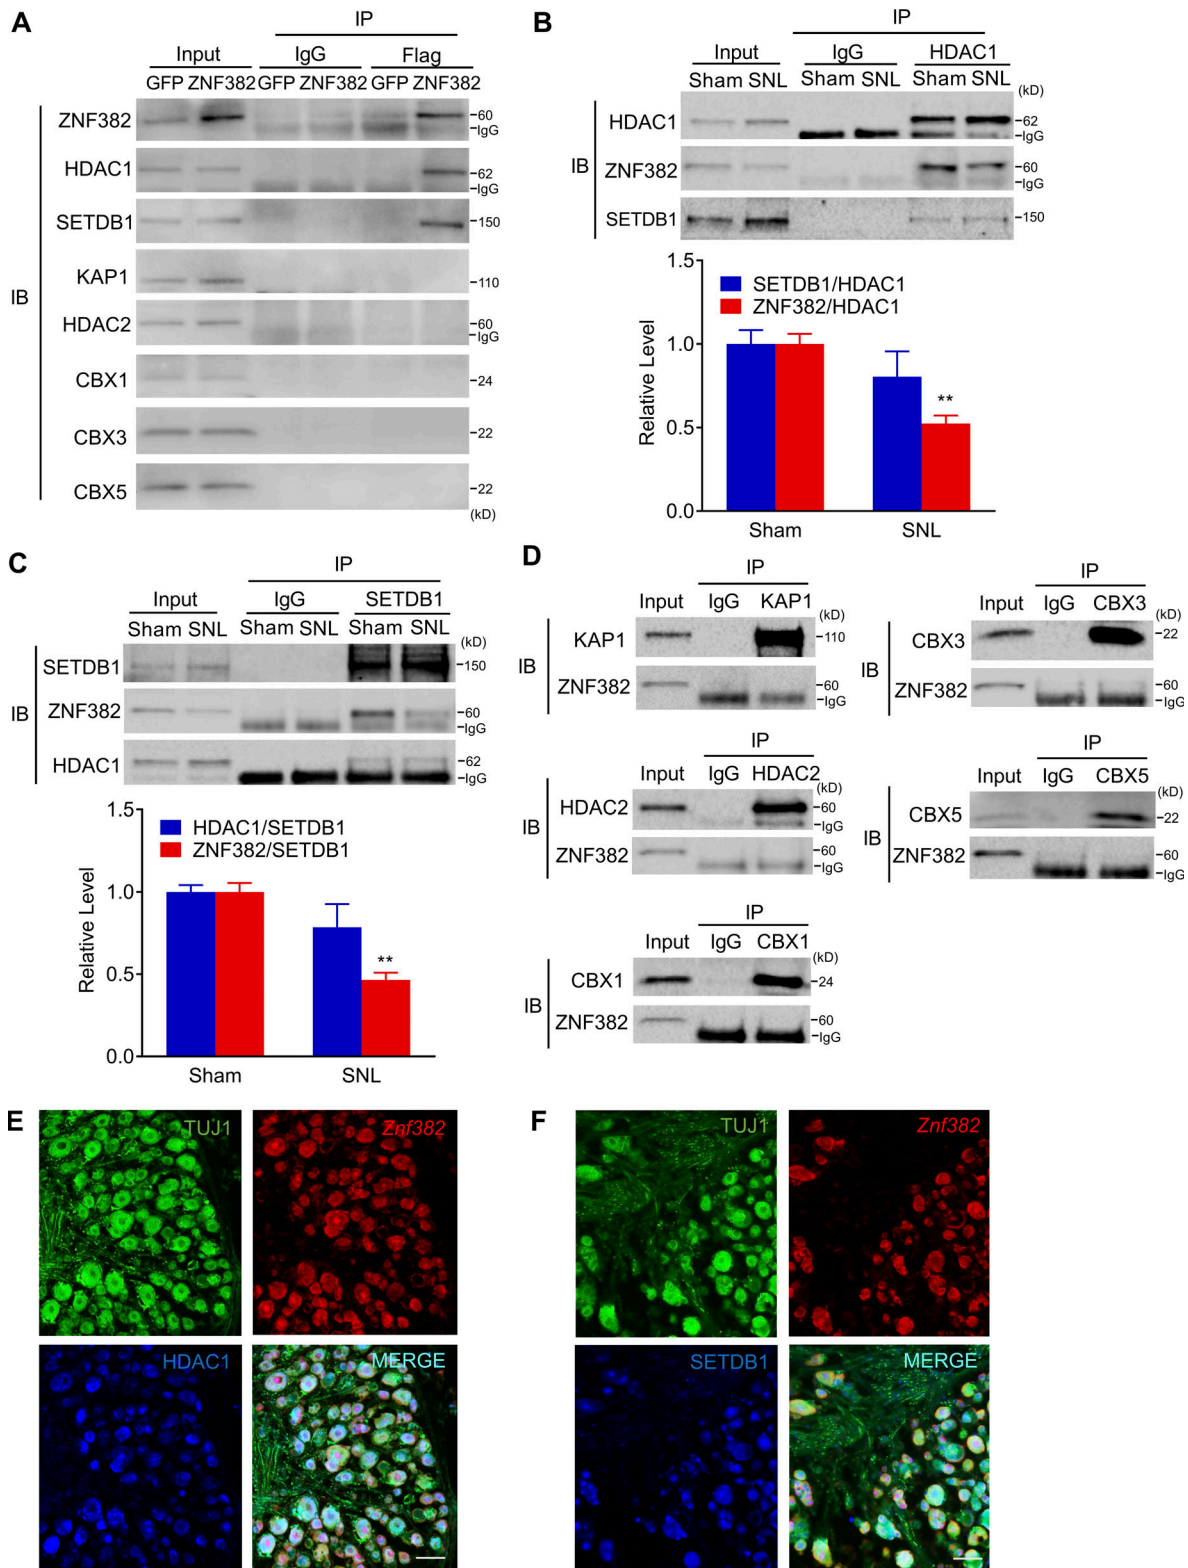 A
IP
Input
IgG
Flag
GFP ZNF382
GFP ZNF382
GFP ZNF382
IB
ZNF382
60
IgG
HDAC1
62
IgG
SETDB1
150
KAP1
110
HDAC2
60
IgG
CBX1
24
CBX3
22
CBX5
22
(kD)
B
IP
Input
IgG
HDAC1
Sham SNL
Sham SNL
Sham SNL
(kD)
IB
HDAC1
62
IgG
ZNF382
60
IgG
SETDB1
150
1.5
SETDB1/HDAC1
ZNF382/HDAC1
1.0
**
0.5
0.0
Relative Level
Sham
SNL
C
IP
Input
IgG
SETDB1
Sham SNL
Sham SNL
Sham SNL
(kD)
IB
SETDB1
150
ZNF382
60
IgG
HDAC1
62
IgG
1.5
HDAC1/SETDB1
ZNF382/SETDB1
1.0
**
0.5
0.0
Relative Level
Sham
SNL
D
IP
Input IgG KAP1
(kD)
IB
KAP1
110
ZNF382
60
IgG
IP
Input IgG CBX3
(kD)
IB
CBX3
22
ZNF382
60
IgG
IP
Input IgG HDAC2
(kD)
IB
HDAC2
60
IgG
ZNF382
60
IgG
IP
Input IgG CBX5
(kD)
IB
CBX5
22
ZNF382
60
IgG
IP
Input IgG CBX1
(kD)
IB
CBX1
24
ZNF382
60
IgG
E
TUJ1
Znf382
HDAC1
MERGE
F
TUJ1
Znf382
SETDB1
MERGE